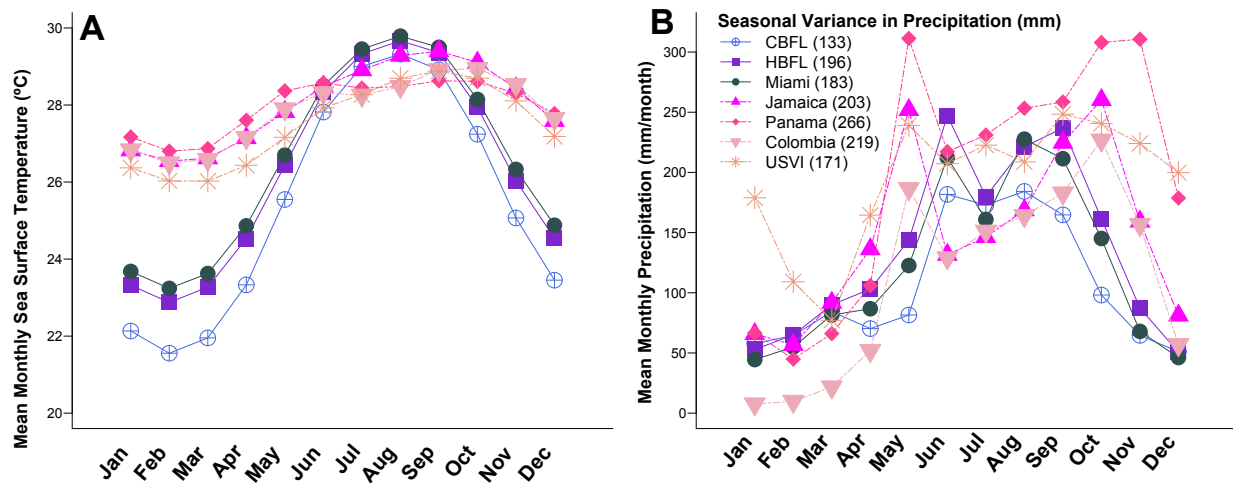 A
Mean Monthly Sea Surface Temperature (ºC)
30
28
26
24
22
20
Jan
Feb
Mar
Apr
May
Jun
Jul
Aug
Sep
Oct
Nov
Dec
B
Seasonal Variance in Precipitation (mm)
CBFL (133)
HBFL (196)
Miami (183)
Jamaica (203)
Panama (266)
Colombia (219)
USVI (171)
Mean Monthly Precipitation (mm/month)
300
250
200
150
100
50
0
Jan
Feb
Mar
Apr
May
Jun
Jul
Aug
Sep
Oct
Nov
Dec